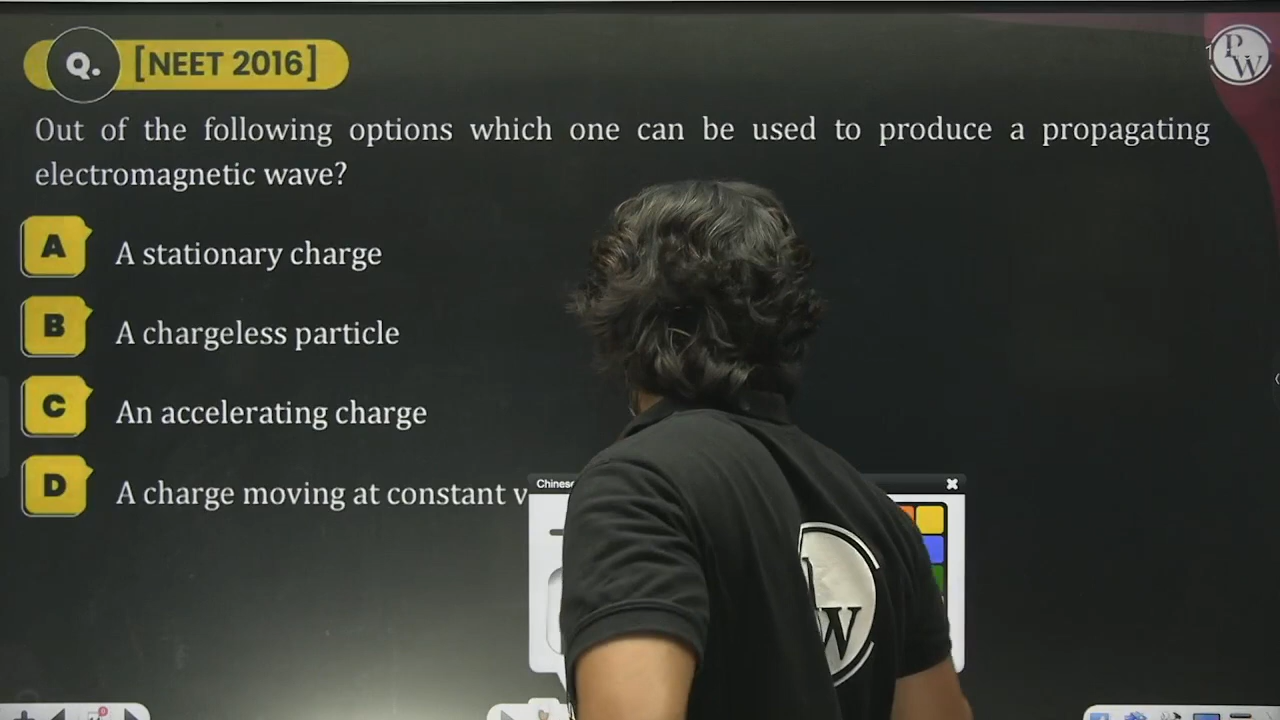 Q. [NEET 2016]
PW
Out of the following options which one can be used to produce a propagating
electromagnetic wave?
A A stationary charge
B A chargeless particle
C An accelerating charge
D A charge moving at constant
W